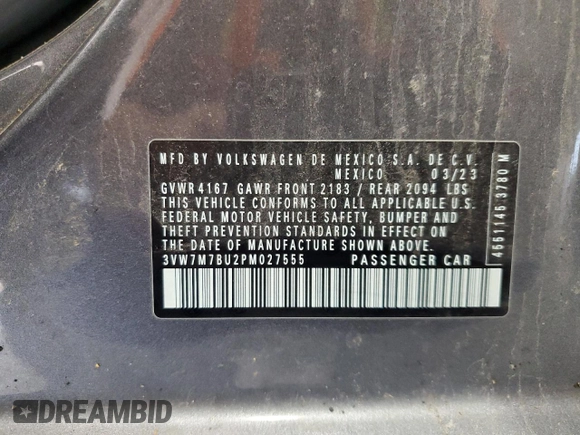 MFD BY VOLKSWAGEN DE MEXICO S.A. DE C.V.
MEXICO 03/23
GVWR 4167 GAWR FRONT 2183 / REAR 2094 LBS
THIS VEHICLE CONFORMS TO ALL APPLICABLE U.S.
FEDERAL MOTOR VEHICLE SAFETY, BUMPER AND
THEFT PREVENTION STANDARDS IN EFFECT ON
THE DATE OF MANUFACTURE SHOWN ABOVE.
3VW7M7BU2PM027555 PASSENGER CAR
4551145 3780 M
DREAMBID